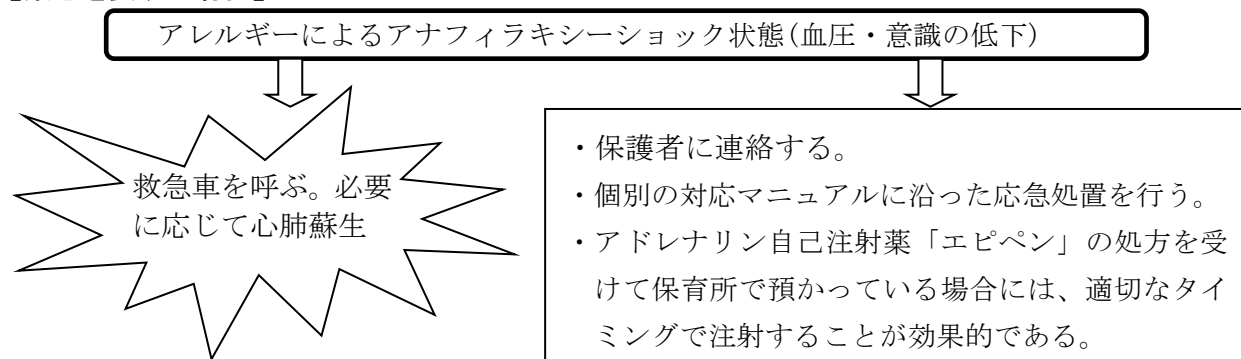 アレルギーによるアナフィラキシーショック状態(血圧・意識の低下)
救急車を呼ぶ。必要
に応じて心肺蘇生
・保護者に連絡する。
・個別の対応マニュアルに沿った応急処置を行う。
・アドレナリン自己注射薬「エピペン」の処方を受
けて保育所で預かっている場合には、適切なタイ
ミングで注射することが効果的である。